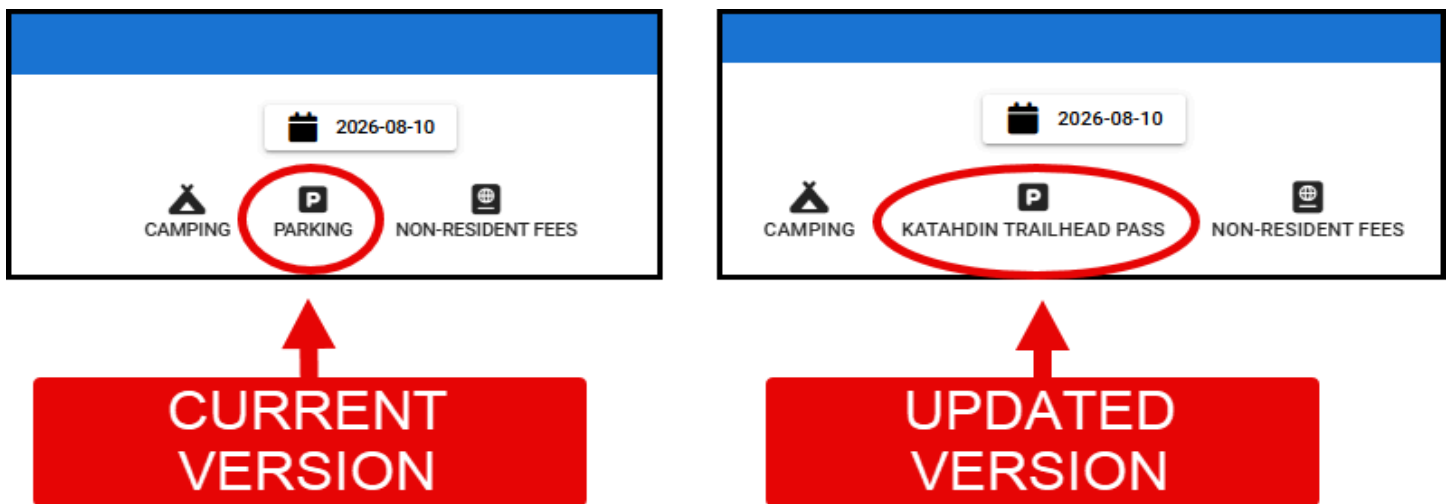 2026-08-10
P
CAMPING
PARKING
NON-RESIDENT FEES
CURRENT
VERSION
2026-08-10
P
CAMPING
KATAHDIN TRAILHEAD PASS
NON-RESIDENT FEES
UPDATED
VERSION